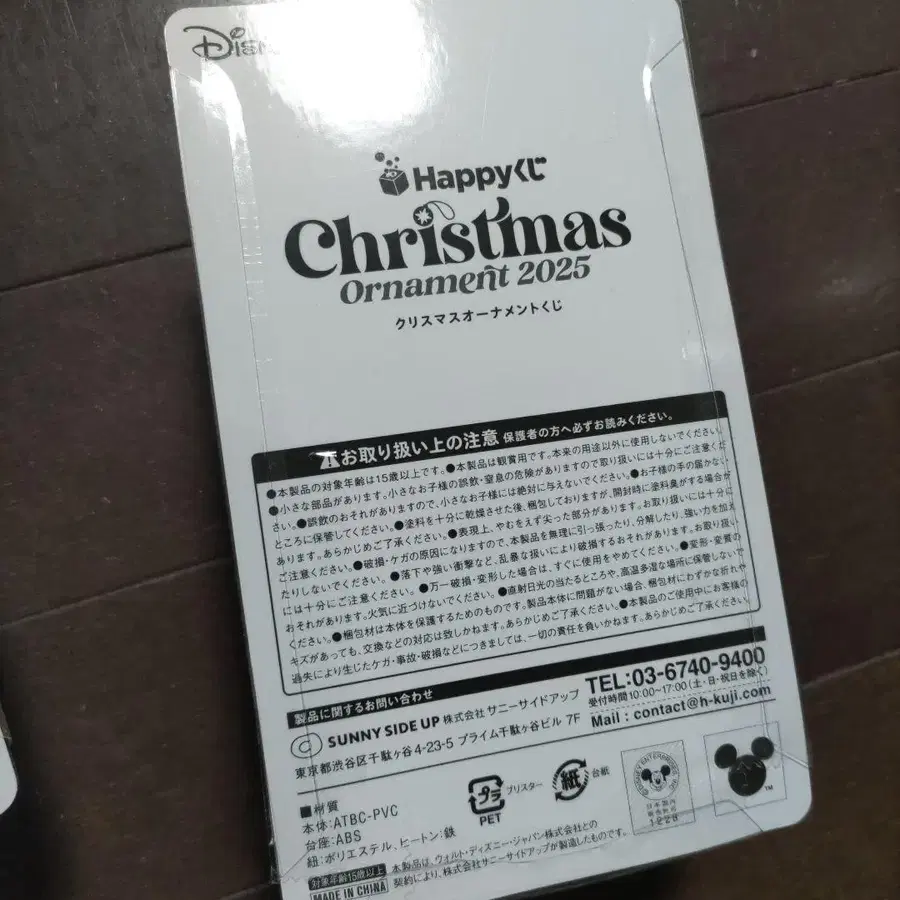 Disn
Happyくじ
Christmas
Ornament 2025
クリスマスオーナメントくじ
お取り扱い上の注意 保護者の方へ必ずお読みください。
●本製品の対象年齢は15歳以上です。●本製品は観賞用です。本来の用途以外に使用しないでください。
●小さな部品があります。小さなお子様の誤飲・窒息の危険がありますので取り扱いには十分にご注意くだ
さい。●誤飲のおそれがありますので、小さなお子様には絶対に与えないでください。●お子様の手の届かない
ところに保管してください。●塗料を十分に乾燥させた後、梱包しておりますが、開封時に塗料臭がする場合が
あります。あらかじめご了承ください。●表現上、やむをえず尖った部分があります。お取り扱いには十分に
ご注意ください。●破損・ケガの原因になりますので、本製品を無理に引っ張ったり、分解したり、強い力を加え
たりしないでください。●落下や強い衝撃など、乱暴な扱いにより破損するおそれがあります。お取り扱い
には十分にご注意ください。●万一破損・変形した場合は、すぐに使用をやめてください。●変形・変質の
おそれがあります。火気に近づけないでください。●直射日光の当たるところや、高温多湿な場所に保管しないで
ください。●梱包材は本体を保護するためのものです。製品本体に問題がない場合、梱包材にわずかな折れや
キズがあっても、交換などの対応は致しかねます。あらかじめご了承ください。●本製品のご使用中にお客様の
過失により生じたケガ・事故・破損などにつきましては、一切の責任を負いかねます。あらかじめご了承ください。
製品に関するお問い合わせ
SUNNY SIDE UP 株式会社サニーサイドアップ
東京都渋谷区千駄ヶ谷4-23-5 プライム千駄ヶ谷ビル 7F
TEL:03-6740-9400
受付時間10:00~17:00(土・日・祝日を除く)
Mail : contact@h-kuji.com
■材質
本体:ATBC-PVC
台座:ABS
紐:ポリエステル、ヒートン:鉄
プラ
ブリスター
PET
紙
台紙
日本国内
1228
TM
対象年齢15歳以上
MADE IN CHINA
本製品は、ウォルト・ディズニー・ジャパン株式会社との
契約により、株式会社サニーサイドアップが製造したものです。